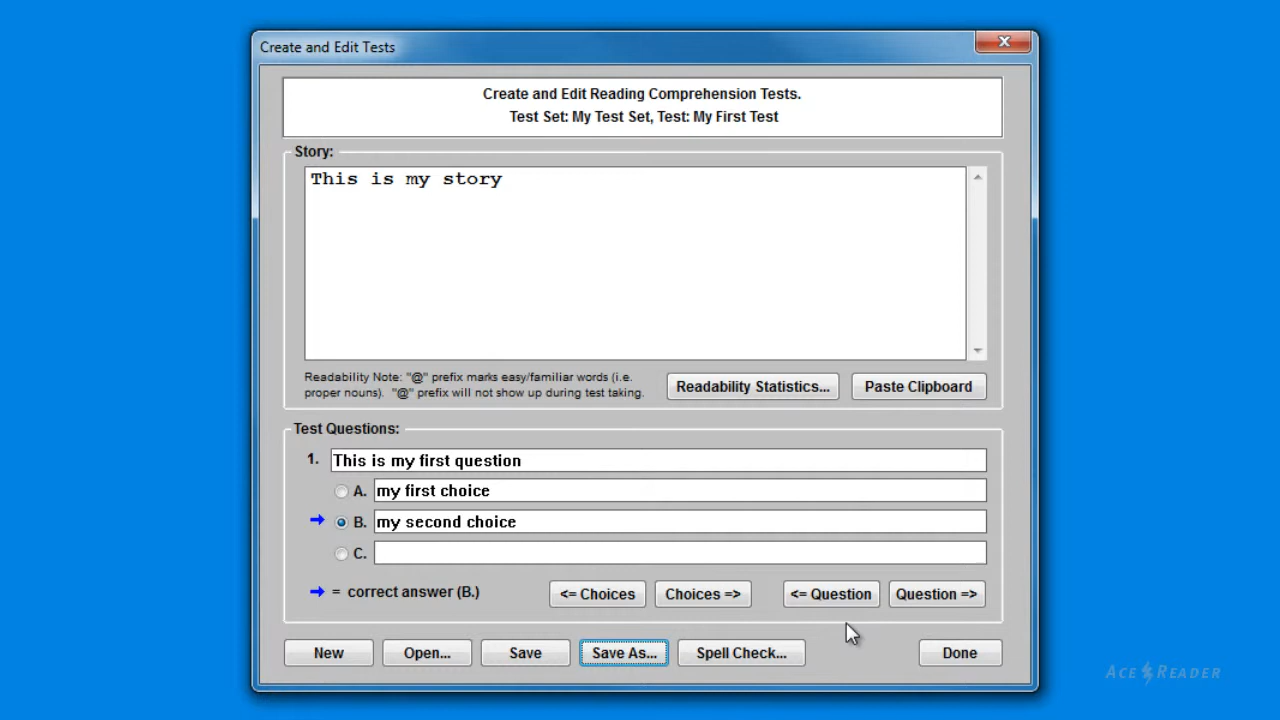 Create and Edit Tests
Create and Edit Reading Comprehension Tests.
Test Set: My Test Set, Test: My First Test
Story:
This is my story
Readability Note: "@" prefix marks easy/familiar words (i.e.
proper nouns). "@" prefix will not show up during test taking.
Readability Statistics... Paste Clipboard
Test Questions:
1. This is my first question
A. my first choice
B. my second choice
C.
= correct answer (B.) <= Choices Choices => <= Question Question =>
New Open... Save Save As... Spell Check... Done
ACE READER